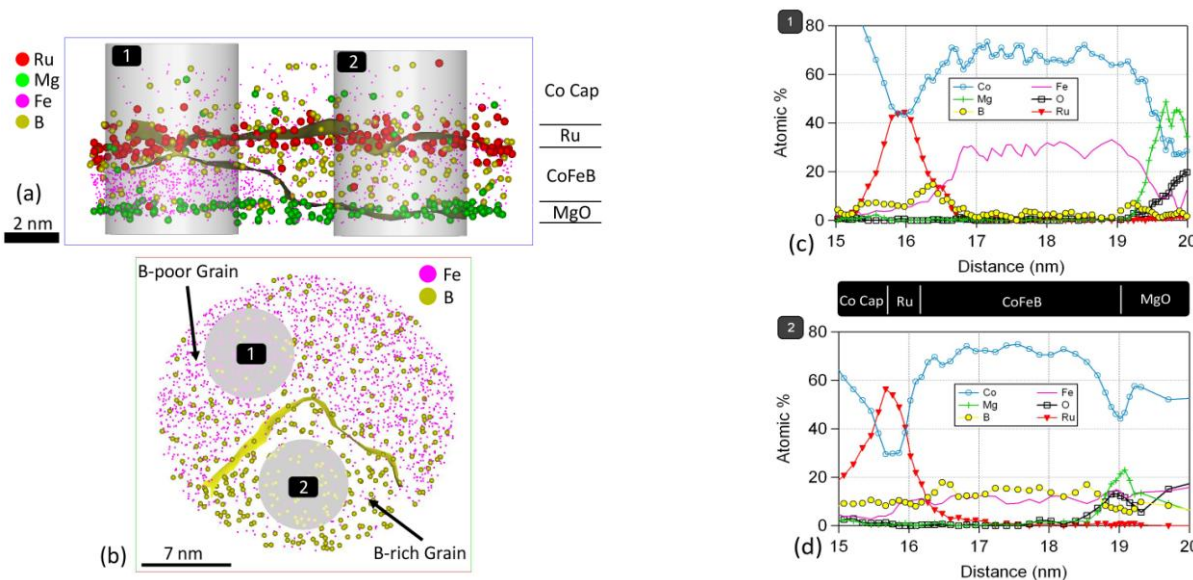 1
2
Ru
Mg
Fe
B
Co Cap
Ru
CoFeB
MgO
(a)
2 nm
B-poor Grain
Fe
B
1
2
B-rich Grain
(b)
7 nm
1
80
60
40
20
0
Atomic %
Co
Mg
B
Fe
O
Ru
15 16 17 18 19 20
Distance (nm)
(c)
Co Cap Ru CoFeB MgO
2
80
60
40
20
0
Atomic %
Co
Mg
B
Fe
O
Ru
15 16 17 18 19 20
Distance (nm)
(d)